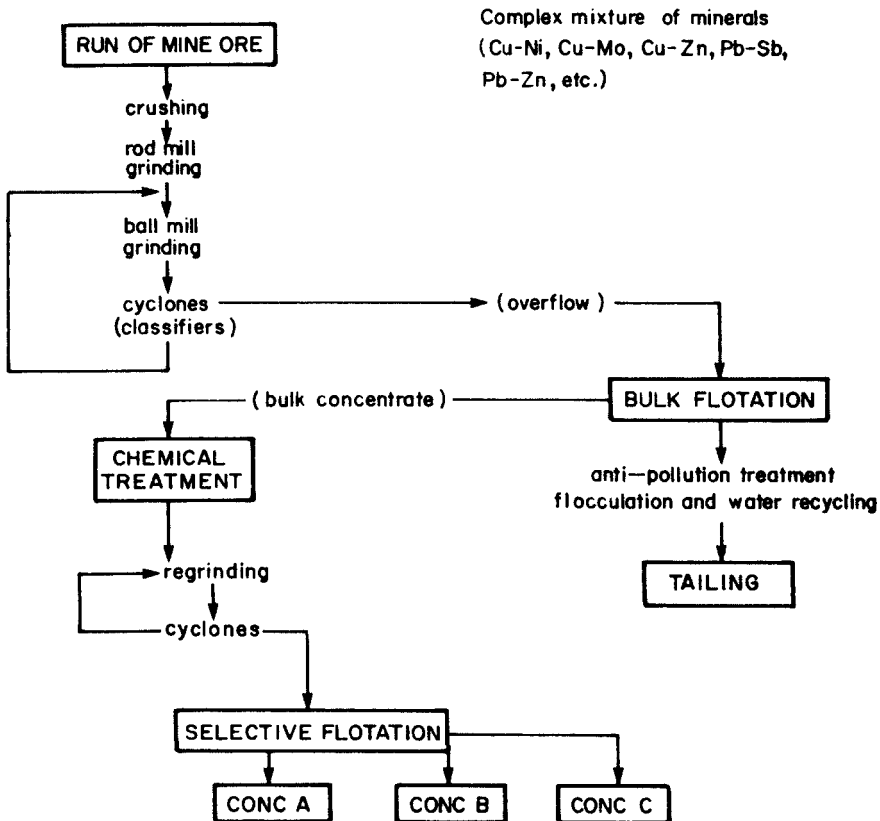 Complex mixture of minerals
(Cu-Ni, Cu-Mo, Cu-Zn, Pb-Sb,
Pb-Zn, etc.)
RUN OF MINE ORE
crushing
rod mill
grinding
ball mill
grinding
cyclones
(classifiers)
(overflow)
BULK FLOTATION
(bulk concentrate)
CHEMICAL
TREATMENT
anti-pollution treatment
flocculation and water recycling
TAILING
regrinding
cyclones
SELECTIVE FLOTATION
CONC A
CONC B
CONC C